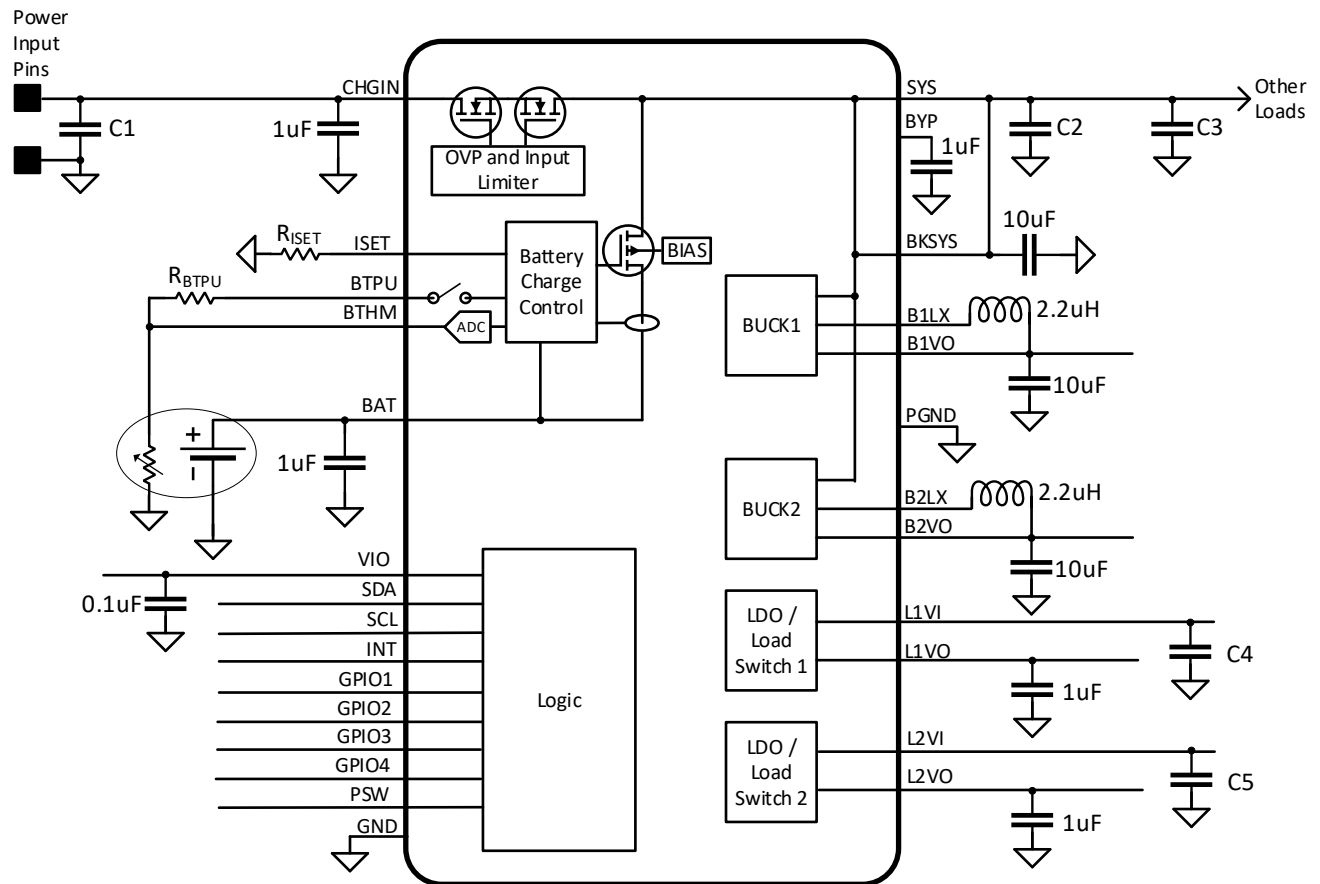 Power
Input
Pins
CHGIN
C1
1uF
OVP and Input
Limiter
SYS
BYP
1uF
C2
C3
Other
Loads
RISET
ISET
RBTPU
BTPU
BTHM
ADC
Battery
Charge
Control
BIAS
BKSYS
10uF
BUCK1
B1LX
2.2uH
B1VO
10uF
BAT
+
–
1uF
PGND
BUCK2
B2LX
2.2uH
B2VO
10uF
VIO
0.1uF
SDA
SCL
INT
GPIO1
GPIO2
GPIO3
GPIO4
PSW
GND
Logic
LDO /
Load
Switch 1
L1VI
C4
L1VO
1uF
LDO /
Load
Switch 2
L2VI
C5
L2VO
1uF